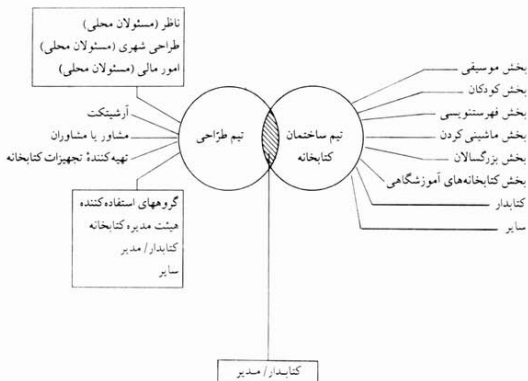 ناظر (مسئولان محلی)
طراحی شهری (مسئولان محلی)
امور مالی (مسئولان محلی)
آرشیتکت
مشاور یا مشاوران
تهیه‌کنندهٔ تجهیزات کتابخانه
گروههای استفاده‌کننده
هیئت مدیره کتابخانه
کتابدار/ مدیر
سایر
تیم طرّاحی
تیم ساختمان
کتابخانه
بخش موسیقی
بخش کودکان
بخش فهرستنویسی
بخش ماشینی کردن
بخش بزرگسالان
بخش کتابخانه‌های آموزشگاهی
کتابدار
سایر
کتابدار/ مدیر